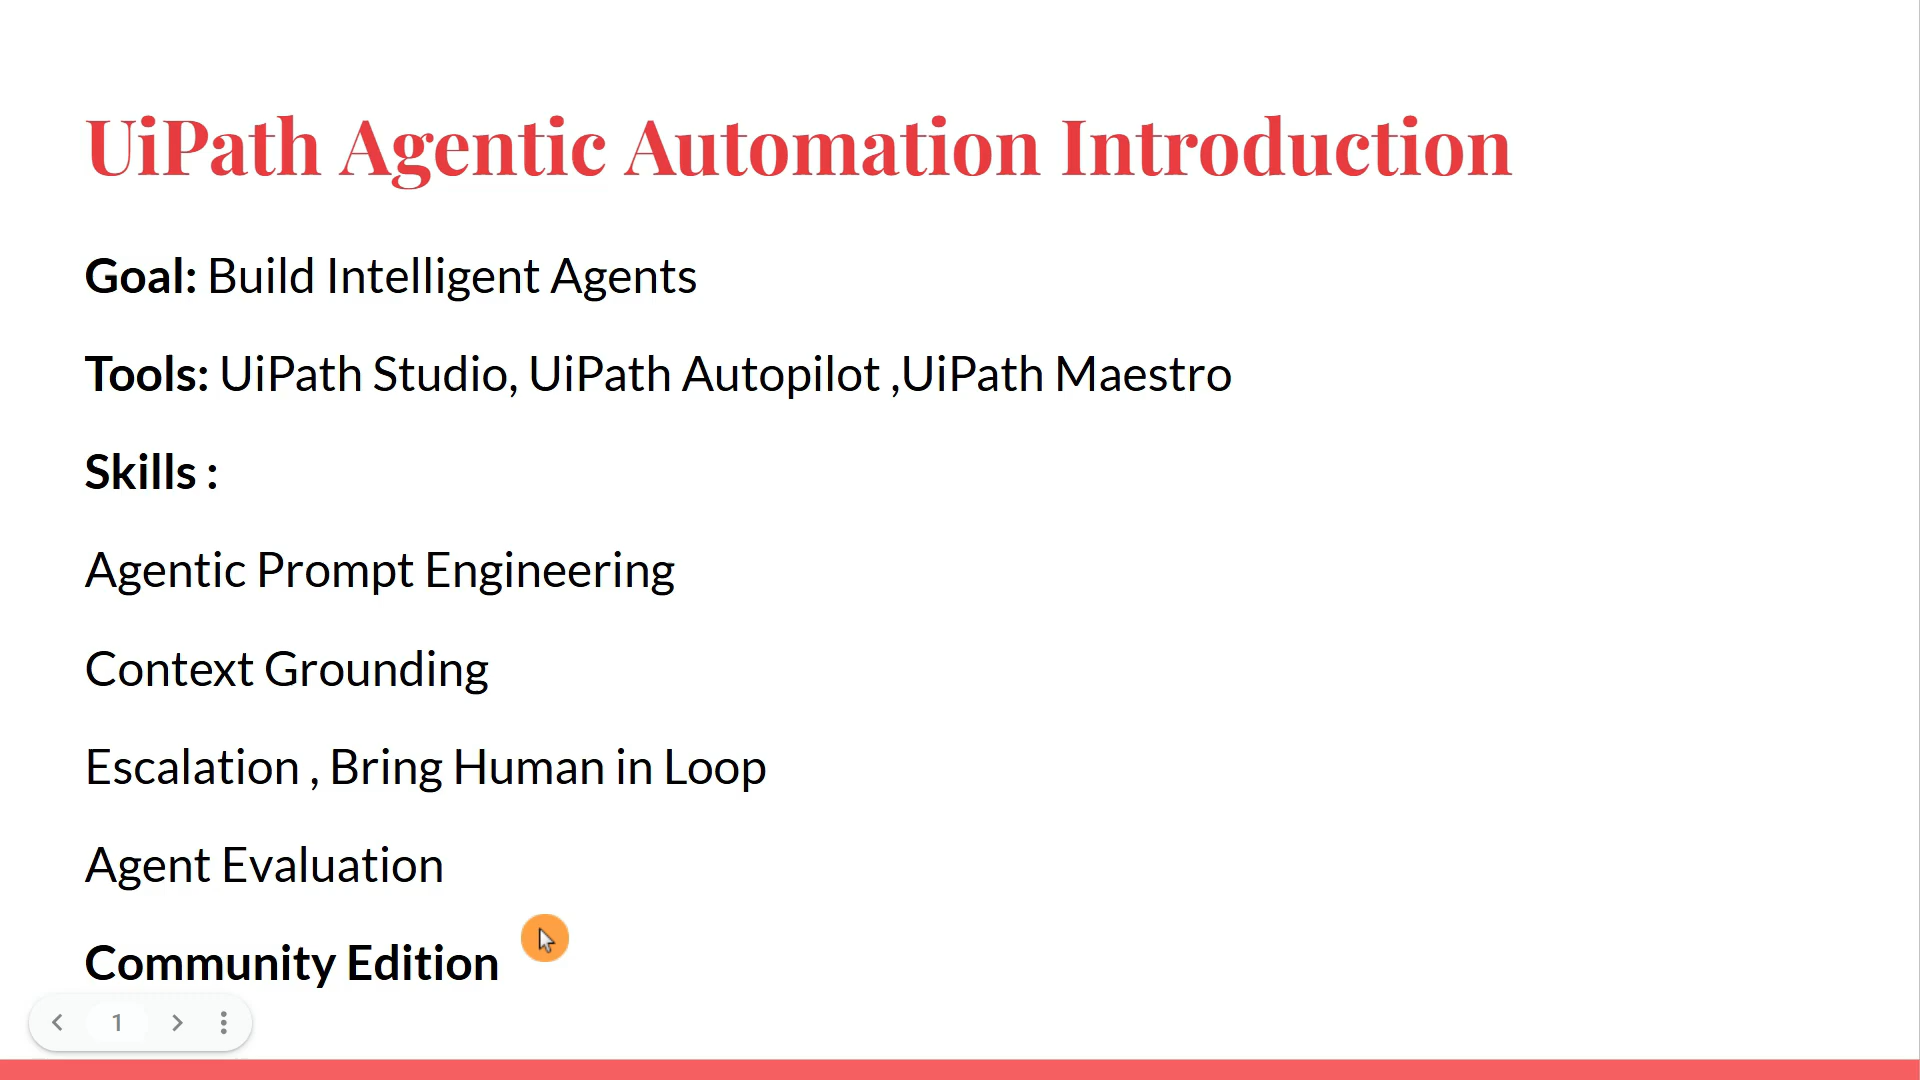 UiPath Agentic Automation Introduction
Goal: Build Intelligent Agents
Tools: UiPath Studio, UiPath Autopilot ,UiPath Maestro
Skills :
Agentic Prompt Engineering
Context Grounding
Escalation , Bring Human in Loop
Agent Evaluation
Community Edition
1